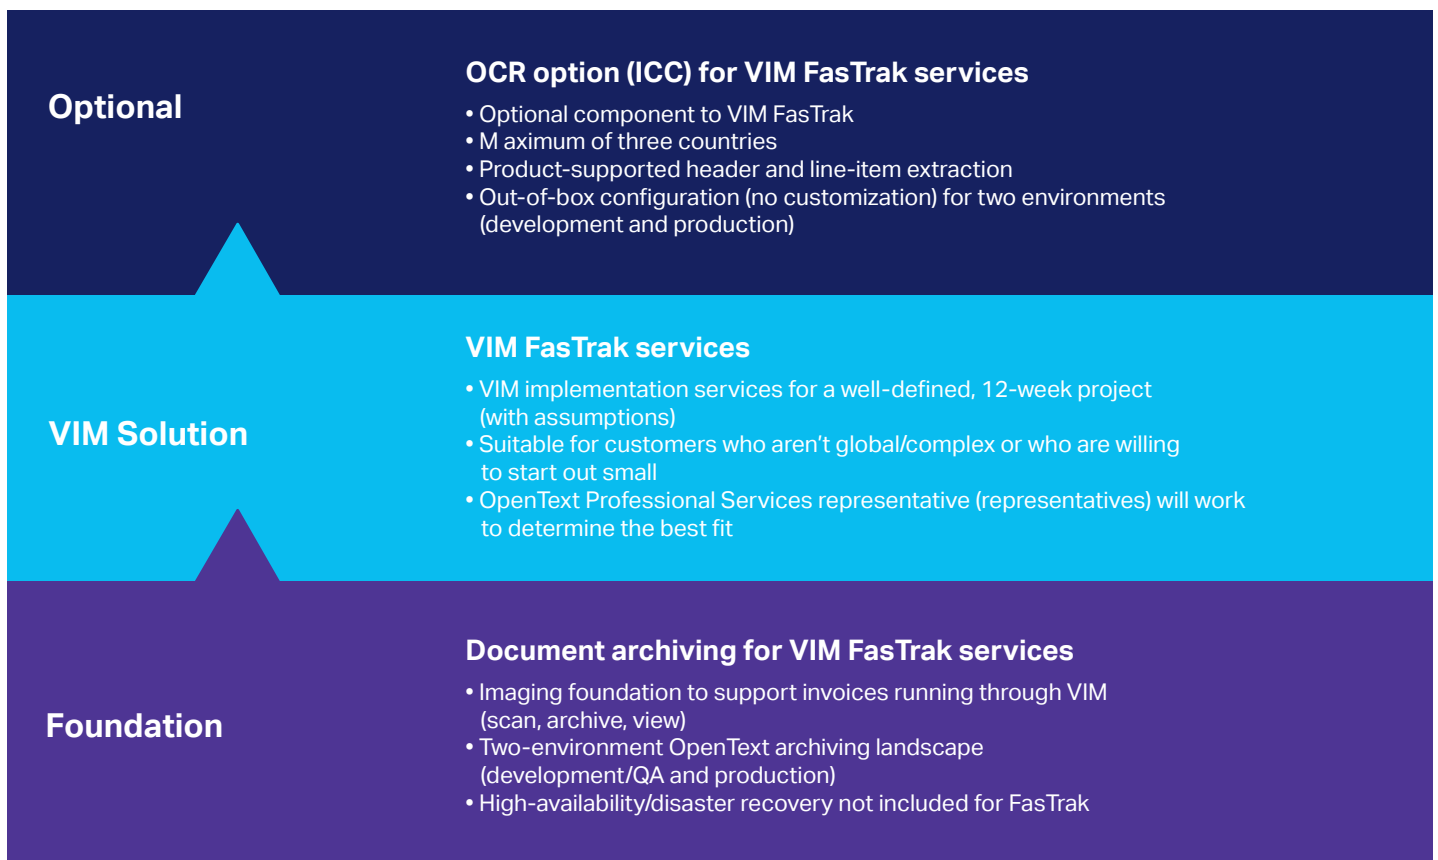 Optional
OCR option (ICC) for VIM FasTrak services
• Optional component to VIM FasTrak
• M aximum of three countries
• Product-supported header and line-item extraction
• Out-of-box configuration (no customization) for two environments
(development and production)
VIM Solution
VIM FasTrak services
• VIM implementation services for a well-defined, 12-week project
(with assumptions)
• Suitable for customers who aren’t global/complex or who are willing
to start out small
• OpenText Professional Services representative (representatives) will work
to determine the best fit
Foundation
Document archiving for VIM FasTrak services
• Imaging foundation to support invoices running through VIM
(scan, archive, view)
• Two-environment OpenText archiving landscape
(development/QA and production)
• High-availability/disaster recovery not included for FasTrak